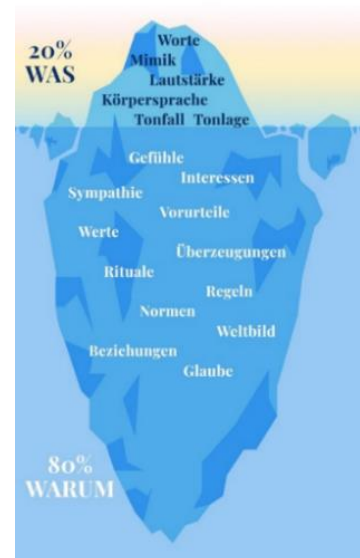 20%
WAS
Worte
Mimik
Lautstärke
Körpersprache
Tonfall Tonlage
Gefühle
Interessen
Sympathie
Vorurteile
Werte
Überzeugungen
Rituale
Regeln
Normen
Weltbild
Beziehungen
Glaube
80%
WARUM